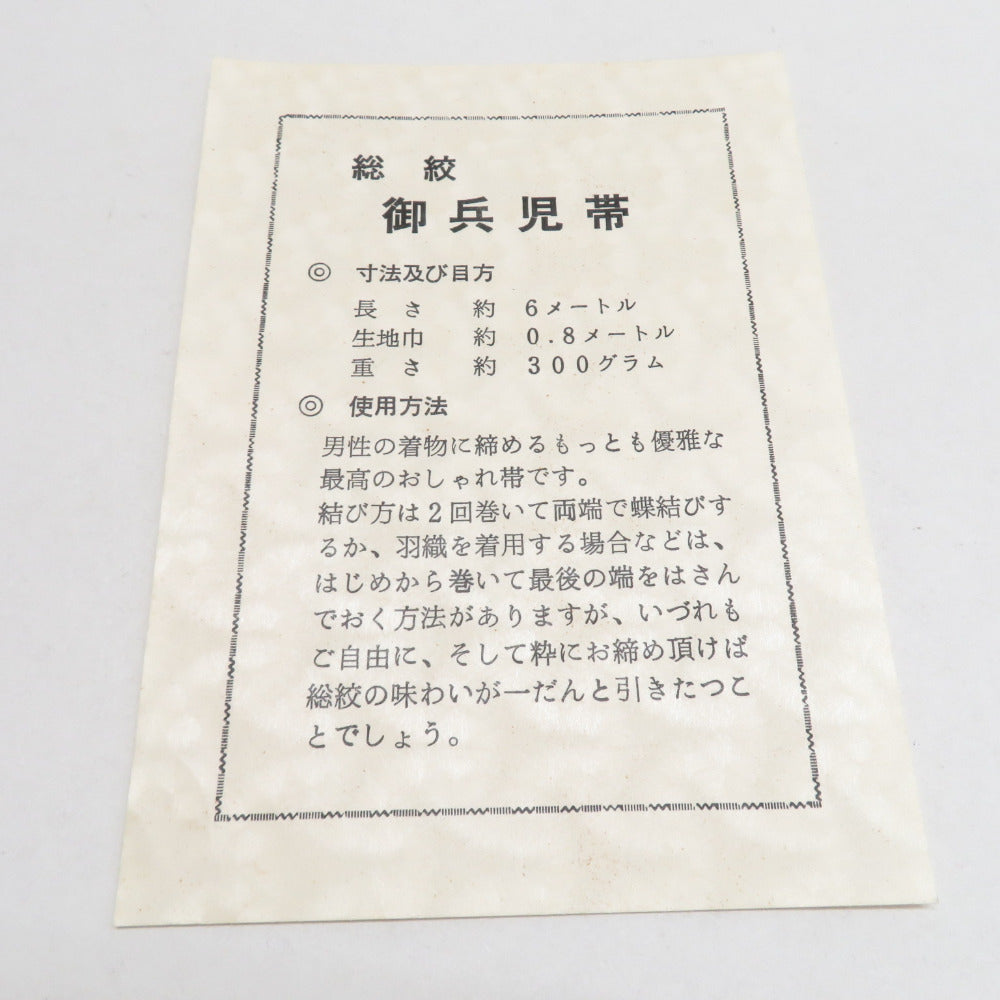 総絞
御兵児帯
◎ 寸法及び目方
長さ 約 6メートル
生地巾 約 0.8メートル
重さ 約 300グラム
◎ 使用方法
男性の着物に締めるもっとも優雅な
最高のおしゃれ帯です。
結び方は2回巻いて両端で蝶結びす
るか、羽織を着用する場合などは、
はじめから巻いて最後の端をはさん
でおく方法がありますが、いづれも
ご自由に、そして粋にお締め頂けば
総絞の味わいが一だんと引きたつこ
とでしょう。